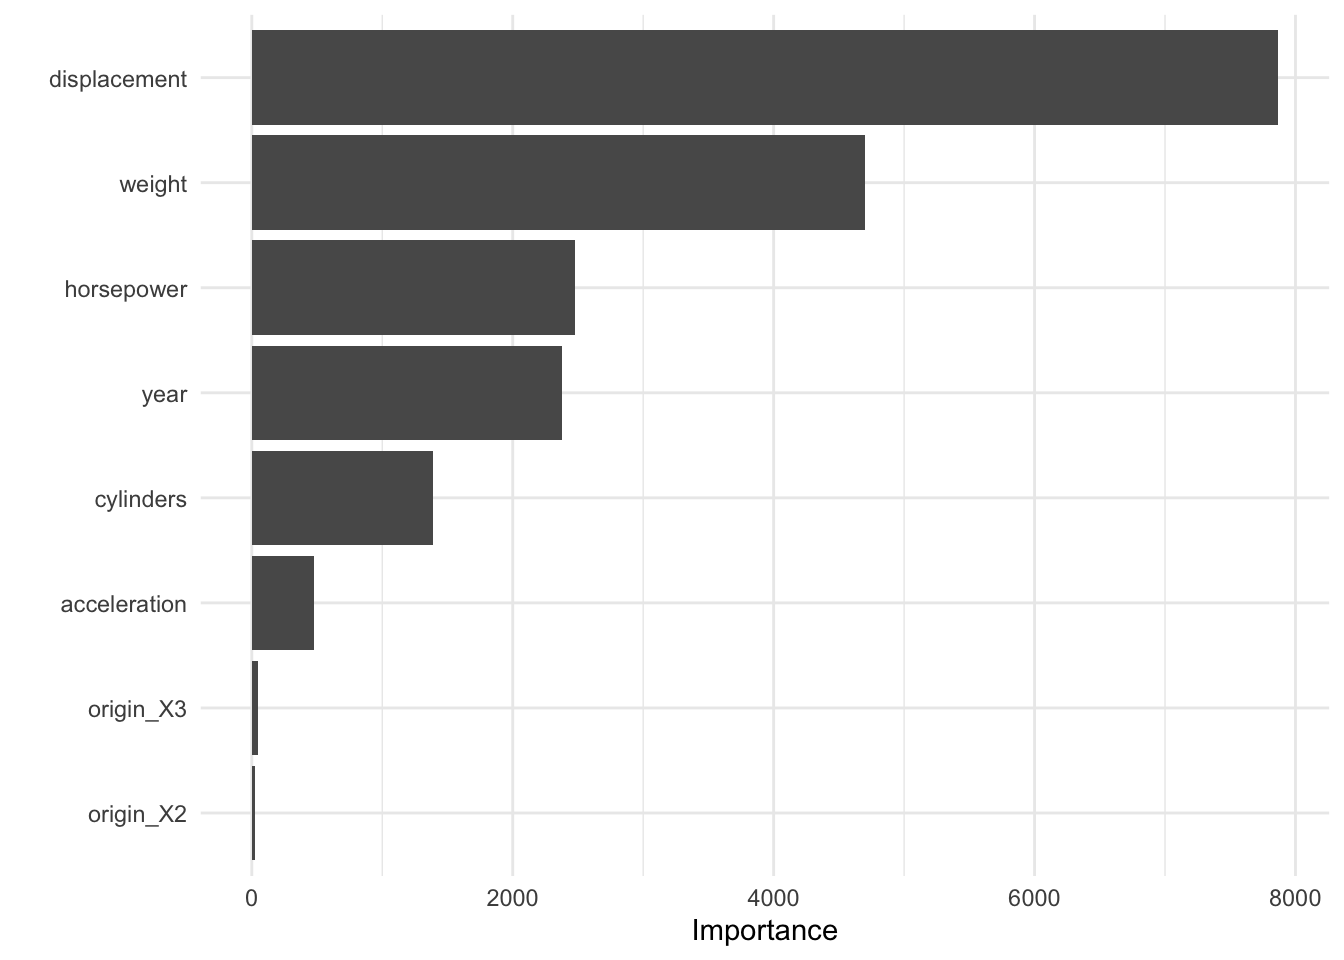 displacement
weight
horsepower
year
cylinders
acceleration
origin_X3
origin_X2
0 2000 4000 6000 8000
Importance